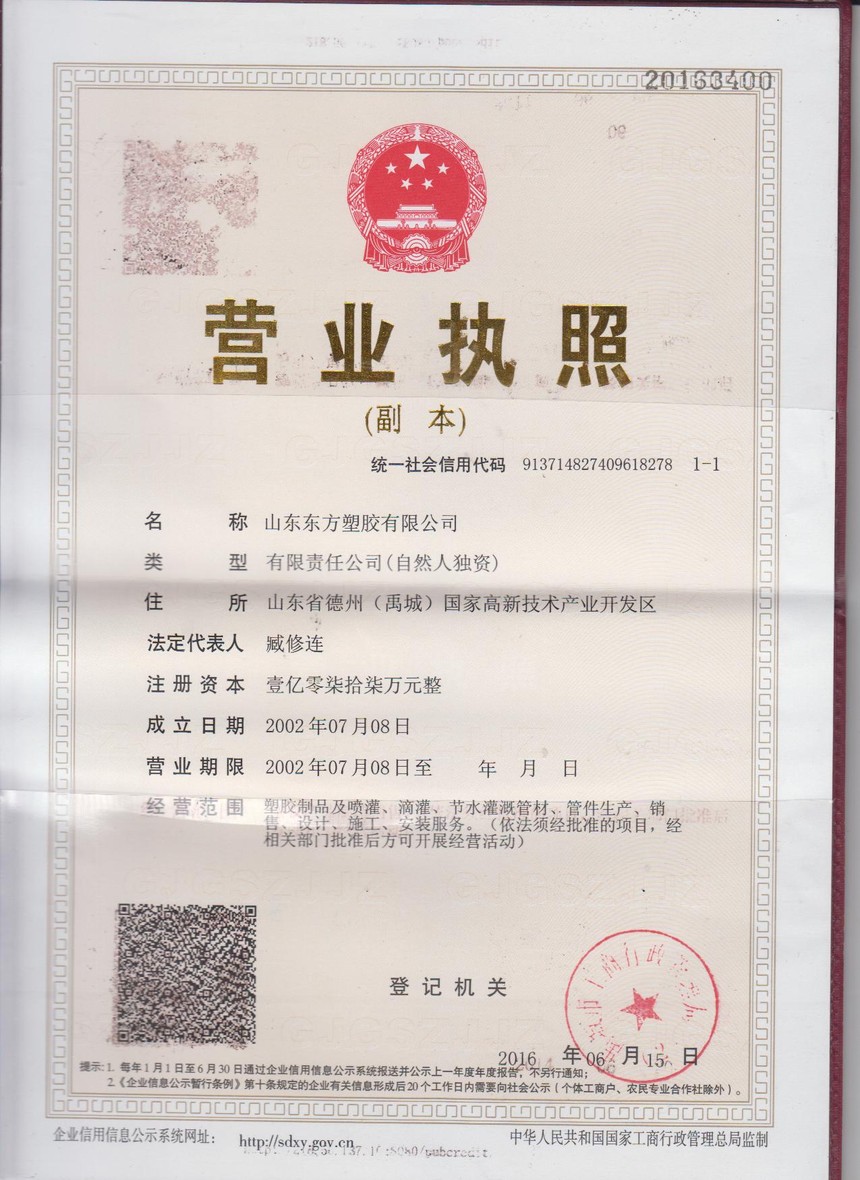 20163400
营业执照
(副 本)
统一社会信用代码 913714827409618278 1-1
名 称 山东东方塑胶有限公司
类 型 有限责任公司(自然人独资)
住 所 山东省德州（禹城）国家高新技术产业开发区
法定代表人 臧修连
注册资本 壹亿零柒拾柒万元整
成立日期 2002年07月08日
营业期限 2002年07月08日至 年 月 日
经营范围 塑胶制品及喷灌、滴灌、节水灌溉管材、管件生产、销
售、设计、施工、安装服务。（依法须经批准的项目，经
相关部门批准后方可开展经营活动）
登记机关
2016 年 06 月 15 日
提示:1. 每年1月1日至6月30日通过企业信用信息公示系统报送并公示上一年度年度报告，不另行通知；
2.《企业信息公示暂行条例》第十条规定的企业有关信息形成后20个工作日内需要向社会公示（个体工商户、农民专业合作社除外）。
企业信用信息公示系统网址： http://sdxy.gov.cn
中华人民共和国国家工商行政管理总局监制